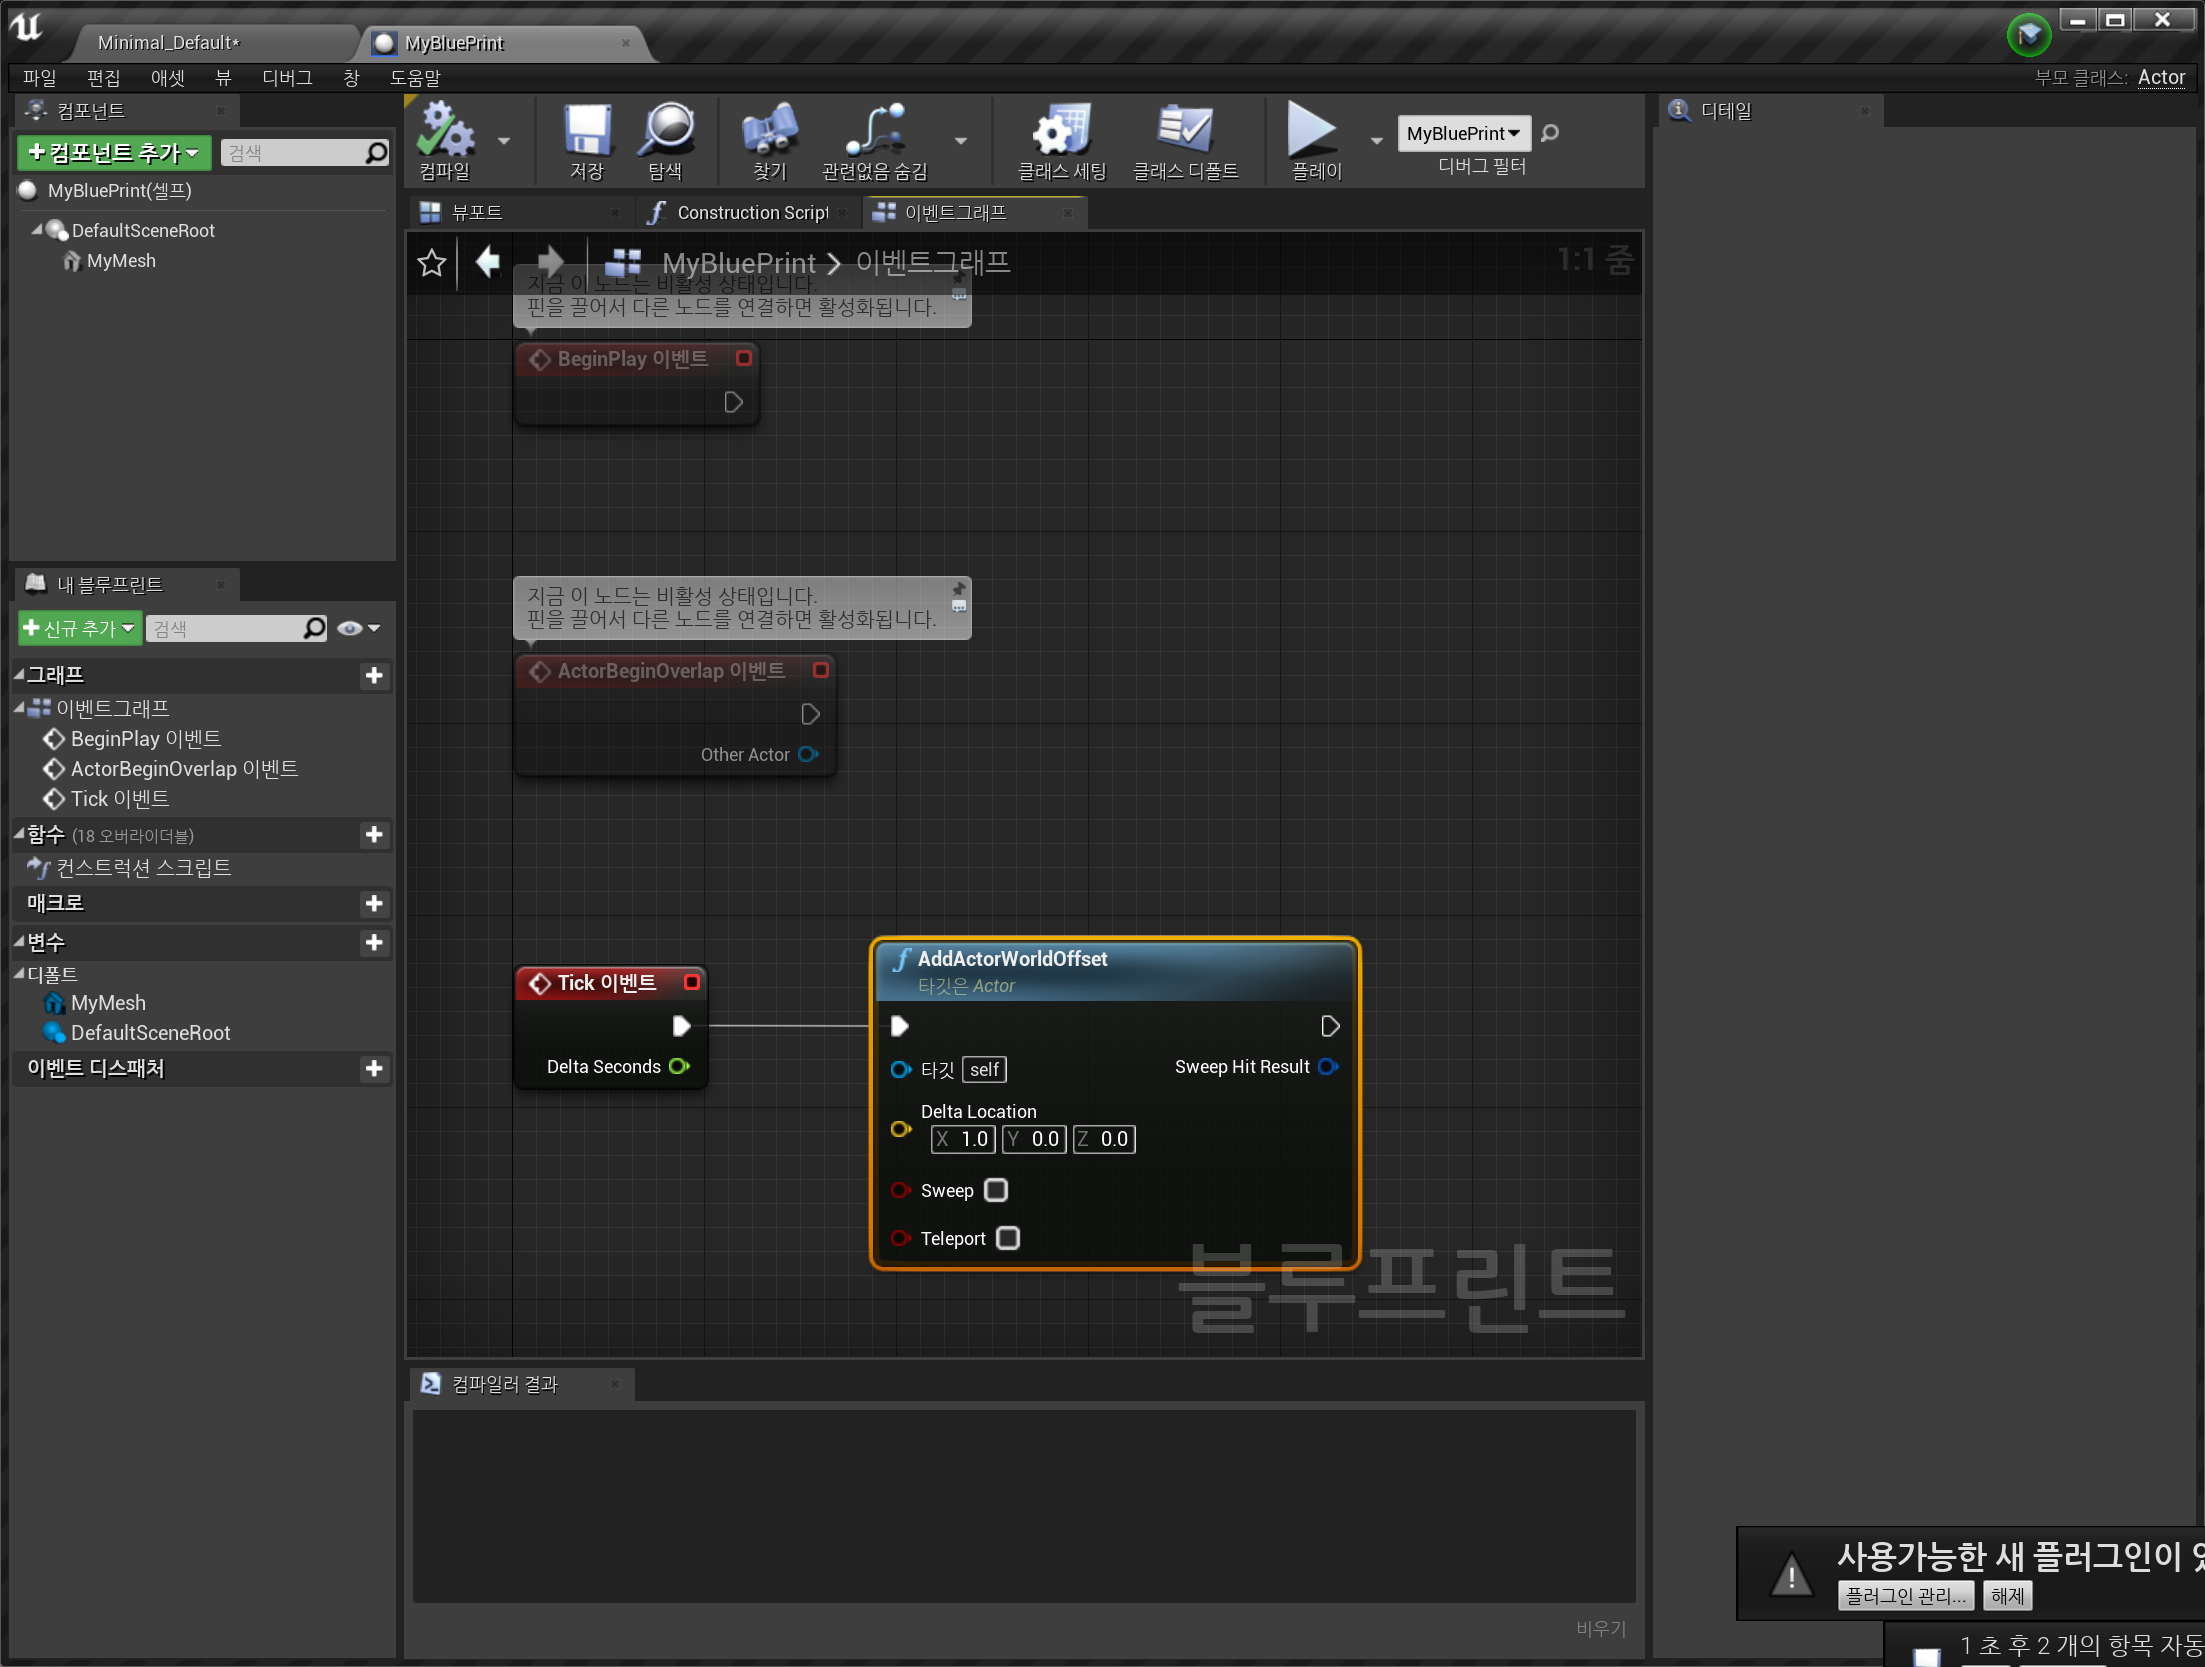 Minimal_Default*
MyBluePrint
파일 편집 애셋 뷰 디버그 창 도움말
부모 클래스: Actor
컴포넌트
+컴포넌트 추가
검색
MyBluePrint(셀프)
DefaultSceneRoot
MyMesh
컴파일
저장
탐색
찾기
관련없음 숨김
클래스 세팅
클래스 디폴트
플레이
MyBluePrint
디버그 필터
디테일
뷰포트
Construction Script
이벤트그래프
MyBluePrint > 이벤트그래프
1:1 줌
지금 이 노드는 비활성 상태입니다.
핀을 끌어서 다른 노드를 연결하면 활성화됩니다.
BeginPlay 이벤트
지금 이 노드는 비활성 상태입니다.
핀을 끌어서 다른 노드를 연결하면 활성화됩니다.
ActorBeginOverlap 이벤트
Other Actor
Tick 이벤트
Delta Seconds
AddActorWorldOffset
타깃은 Actor
타깃 self
Sweep Hit Result
Delta Location
X 1.0 Y 0.0 Z 0.0
Sweep
Teleport
블루프린트
내 블루프린트
+신규 추가
검색
그래프
이벤트그래프
BeginPlay 이벤트
ActorBeginOverlap 이벤트
Tick 이벤트
함수 (18 오버라이더블)
컨스트럭션 스크립트
매크로
변수
디폴트
MyMesh
DefaultSceneRoot
이벤트 디스패처
컴파일러 결과
비우기
사용가능한 새 플러그인이
플러그인 관리... 해제
1 초 후 2 개의 항목 자동